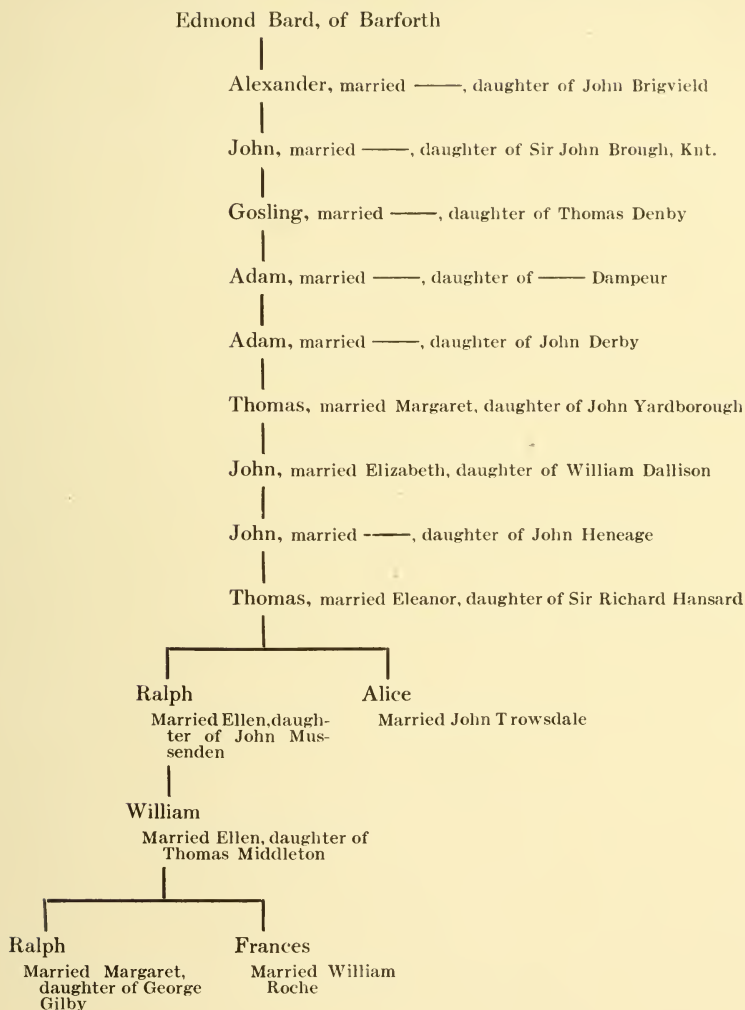 Edmond Bard, of Barforth
Alexander, married ——, daughter of John Brigvield
John, married ——, daughter of Sir John Brough, Knt.
Gosling, married ——, daughter of Thomas Denby
Adam, married ——, daughter of —— Dampeur
Adam, married ——, daughter of John Derby
Thomas, married Margaret, daughter of John Yardborough
John, married Elizabeth, daughter of William Dallison
John, married ——, daughter of John Heneage
Thomas, married Eleanor, daughter of Sir Richard Hansard
Ralph
Married Ellen, daugh-
ter of John Mus-
senden
Alice
Married John Trowsdale
William
Married Ellen, daughter of
Thomas Middleton
Ralph
Married Margaret,
daughter of George
Gilby
Frances
Married William
Roche